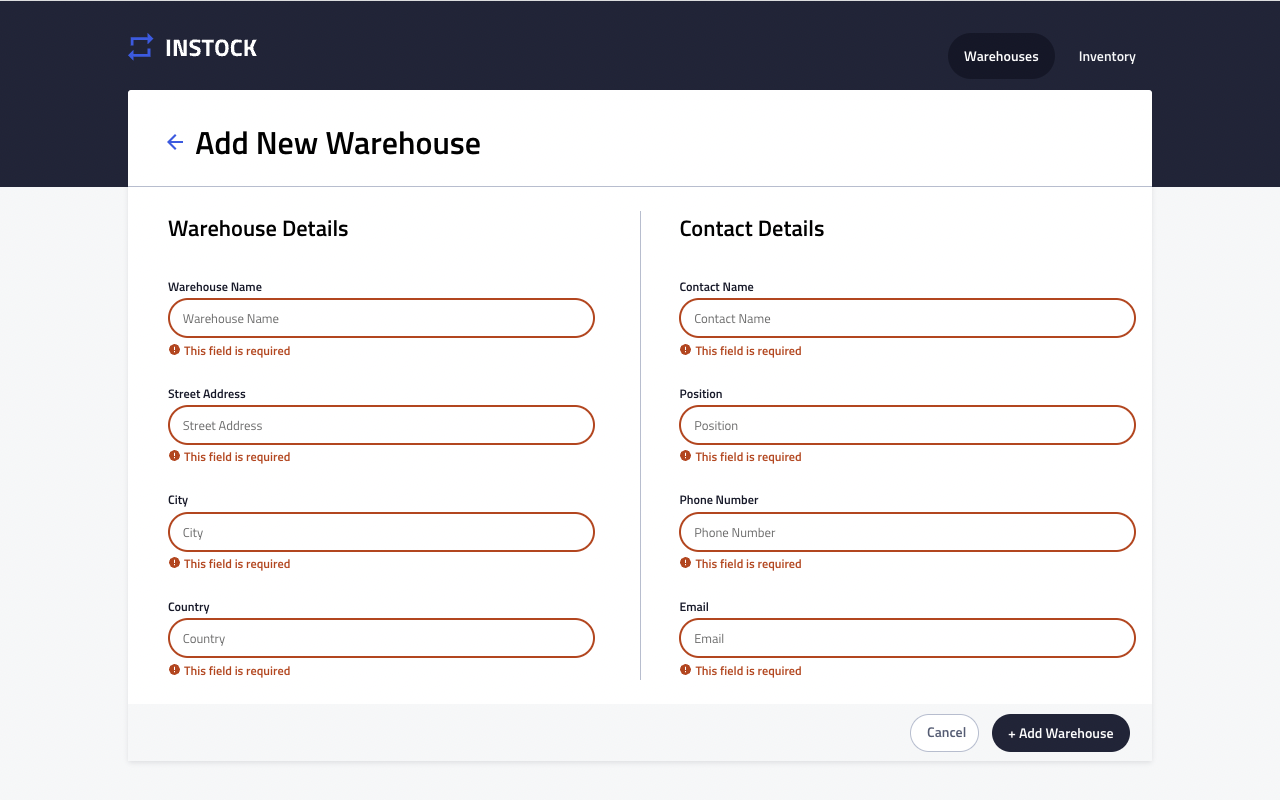 INSTOCK
Warehouses
Inventory
Add New Warehouse
Warehouse Details
Warehouse Name
Warehouse Name
This field is required
Street Address
Street Address
This field is required
City
City
This field is required
Country
Country
This field is required
Contact Details
Contact Name
Contact Name
This field is required
Position
Position
This field is required
Phone Number
Phone Number
This field is required
Email
Email
This field is required
Cancel
+ Add Warehouse